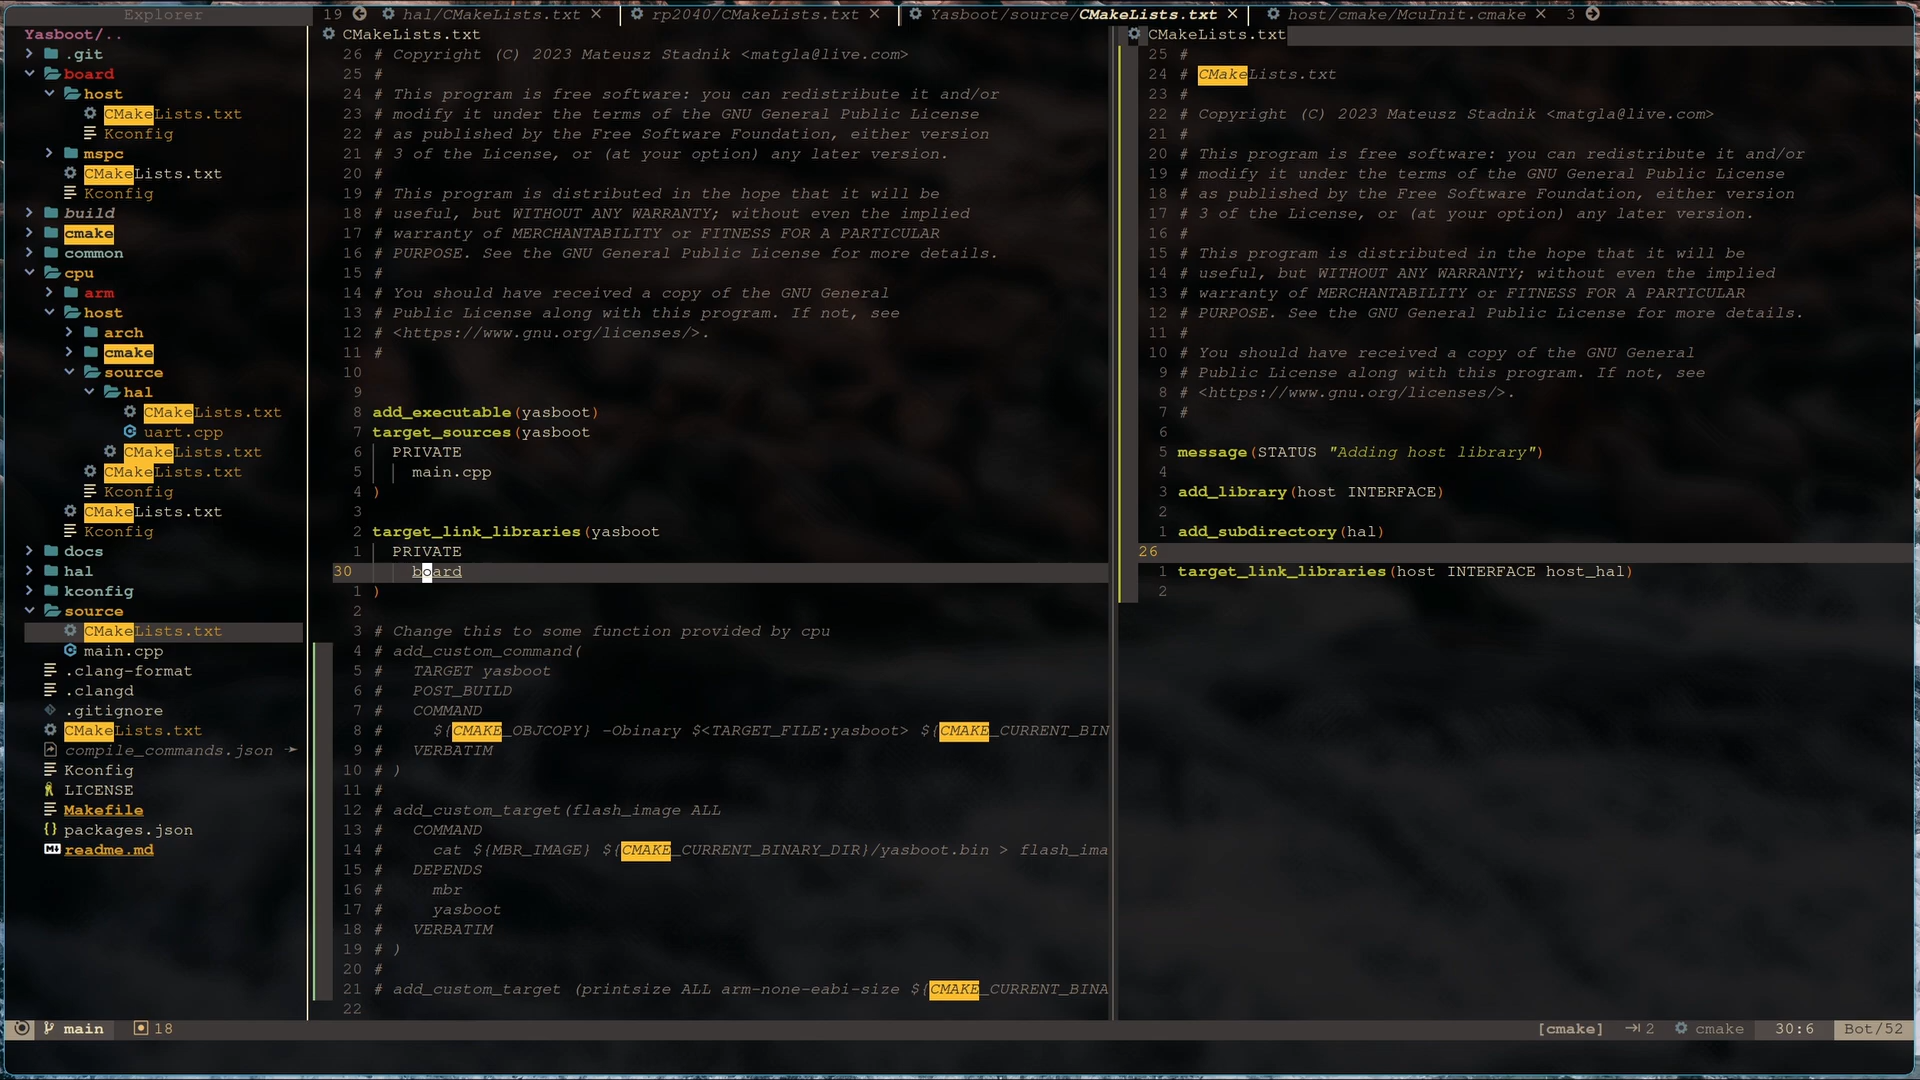 Explorer
19 hal/CMakeLists.txt × rp2040/CMakeLists.txt × Yasboot/source/CMakeLists.txt × host/cmake/McuInit.cmake × 3
Yasboot/..
.git
board
host
CMakeLists.txt
Kconfig
mspc
CMakeLists.txt
Kconfig
build
cmake
common
cpu
arm
host
arch
cmake
source
hal
CMakeLists.txt
uart.cpp
CMakeLists.txt
CMakeLists.txt
Kconfig
CMakeLists.txt
Kconfig
docs
hal
kconfig
source
CMakeLists.txt
main.cpp
.clang-format
.clangd
.gitignore
CMakeLists.txt
compile_commands.json
Kconfig
LICENSE
Makefile
{} packages.json
readme.md
CMakeLists.txt
26 # Copyright (C) 2023 Mateusz Stadnik <matgla@live.com>
25 #
24 # This program is free software: you can redistribute it and/or
23 # modify it under the terms of the GNU General Public License
22 # as published by the Free Software Foundation, either version
21 # 3 of the License, or (at your option) any later version.
20 #
19 # This program is distributed in the hope that it will be
18 # useful, but WITHOUT ANY WARRANTY; without even the implied
17 # warranty of MERCHANTABILITY or FITNESS FOR A PARTICULAR
16 # PURPOSE. See the GNU General Public License for more details.
15 #
14 # You should have received a copy of the GNU General
13 # Public License along with this program. If not, see
12 # <https://www.gnu.org/licenses/>.
11 #
10
9
8 add_executable(yasboot)
7 target_sources(yasboot
6 PRIVATE
5 main.cpp
4 )
3
2 target_link_libraries(yasboot
1 PRIVATE
30 board
1 )
2
3 # Change this to some function provided by cpu
4 # add_custom_command(
5 # TARGET yasboot
6 # POST_BUILD
7 # COMMAND
8 # ${CMAKE_OBJCOPY} -Obinary $<TARGET_FILE:yasboot> ${CMAKE_CURRENT_BIN
9 # VERBATIM
10 # )
11 #
12 # add_custom_target(flash_image ALL
13 # COMMAND
14 # cat ${MBR_IMAGE} ${CMAKE_CURRENT_BINARY_DIR}/yasboot.bin > flash_ima
15 # DEPENDS
16 # mbr
17 # yasboot
18 # VERBATIM
19 # )
20 #
21 # add_custom_target (printsize ALL arm-none-eabi-size ${CMAKE_CURRENT_BINA
22
CMakeLists.txt
25 #
24 # CMakeLists.txt
23 #
22 # Copyright (C) 2023 Mateusz Stadnik <matgla@live.com>
21 #
20 # This program is free software: you can redistribute it and/or
19 # modify it under the terms of the GNU General Public License
18 # as published by the Free Software Foundation, either version
17 # 3 of the License, or (at your option) any later version.
16 #
15 # This program is distributed in the hope that it will be
14 # useful, but WITHOUT ANY WARRANTY; without even the implied
13 # warranty of MERCHANTABILITY or FITNESS FOR A PARTICULAR
12 # PURPOSE. See the GNU General Public License for more details.
11 #
10 # You should have received a copy of the GNU General
9 # Public License along with this program. If not, see
8 # <https://www.gnu.org/licenses/>.
7 #
6
5 message(STATUS "Adding host library")
4
3 add_library(host INTERFACE)
2
1 add_subdirectory(hal)
26
1 target_link_libraries(host INTERFACE host_hal)
2
main 18 [cmake] 2 cmake 30:6 Bot/52